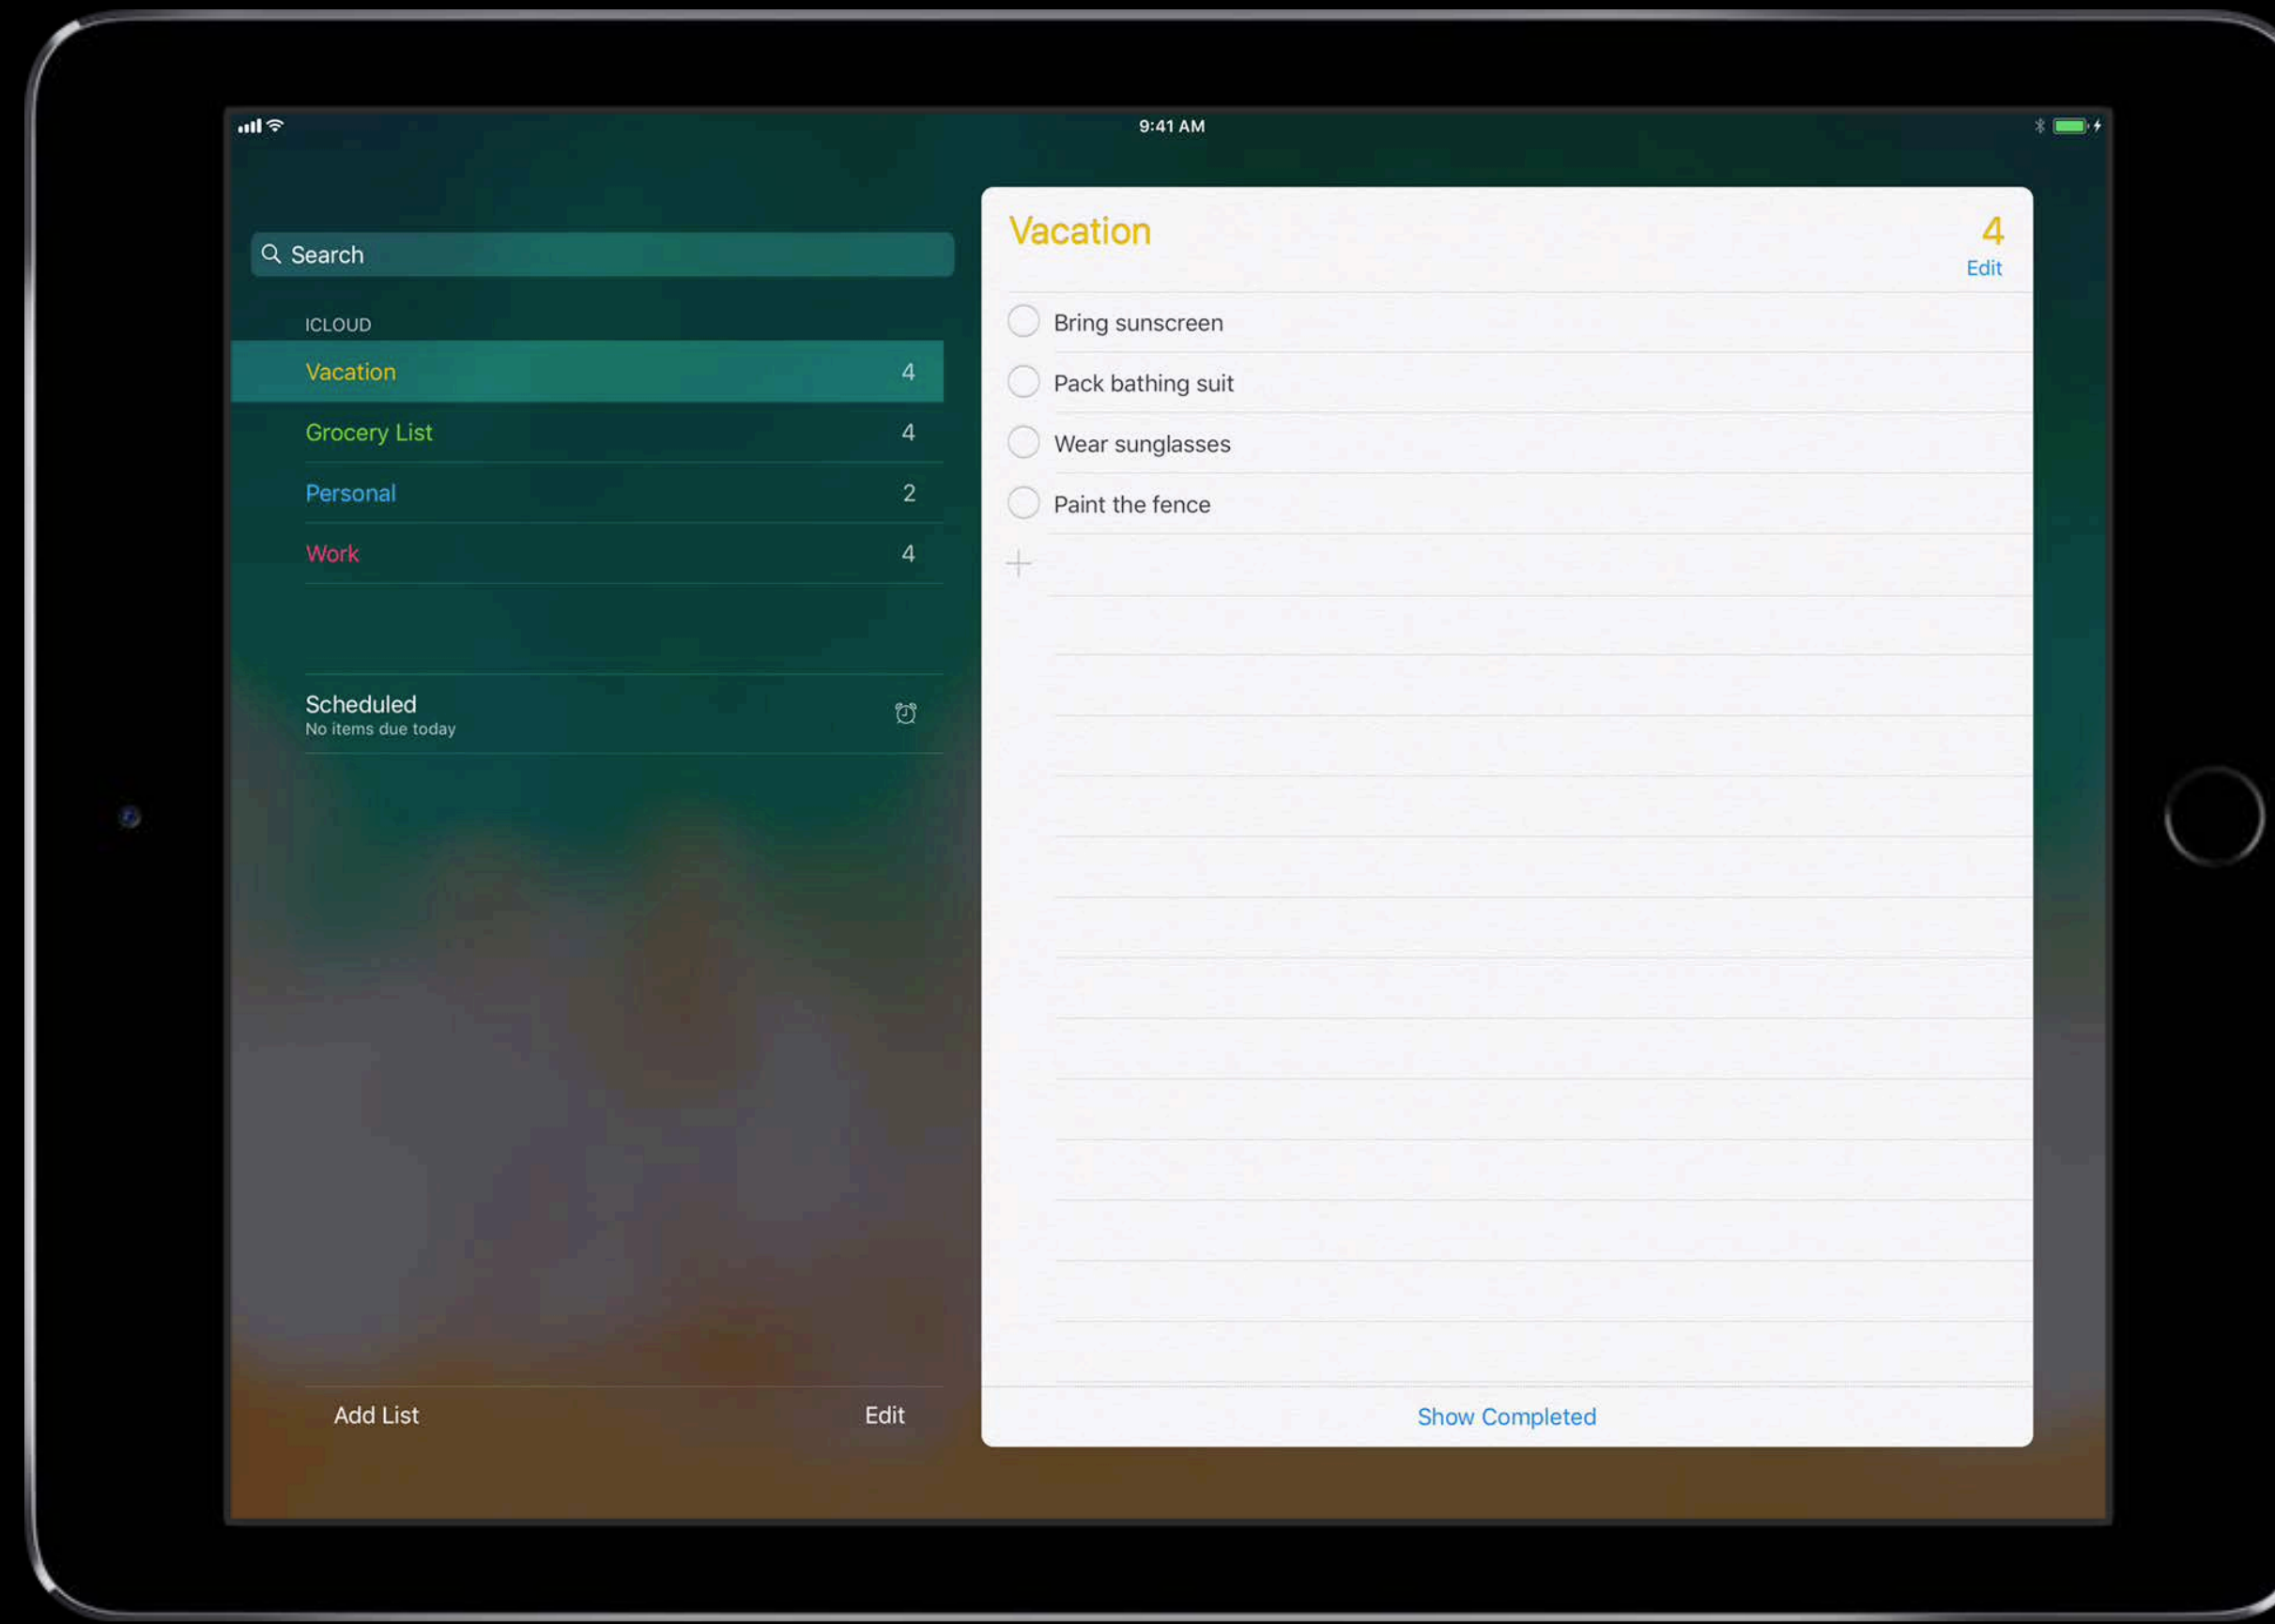 9:41 AM
Search
ICLOUD
Vacation 4
Grocery List 4
Personal 2
Work 4
Scheduled
No items due today
Add List Edit
Vacation 4
Edit
Bring sunscreen
Pack bathing suit
Wear sunglasses
Paint the fence
Show Completed